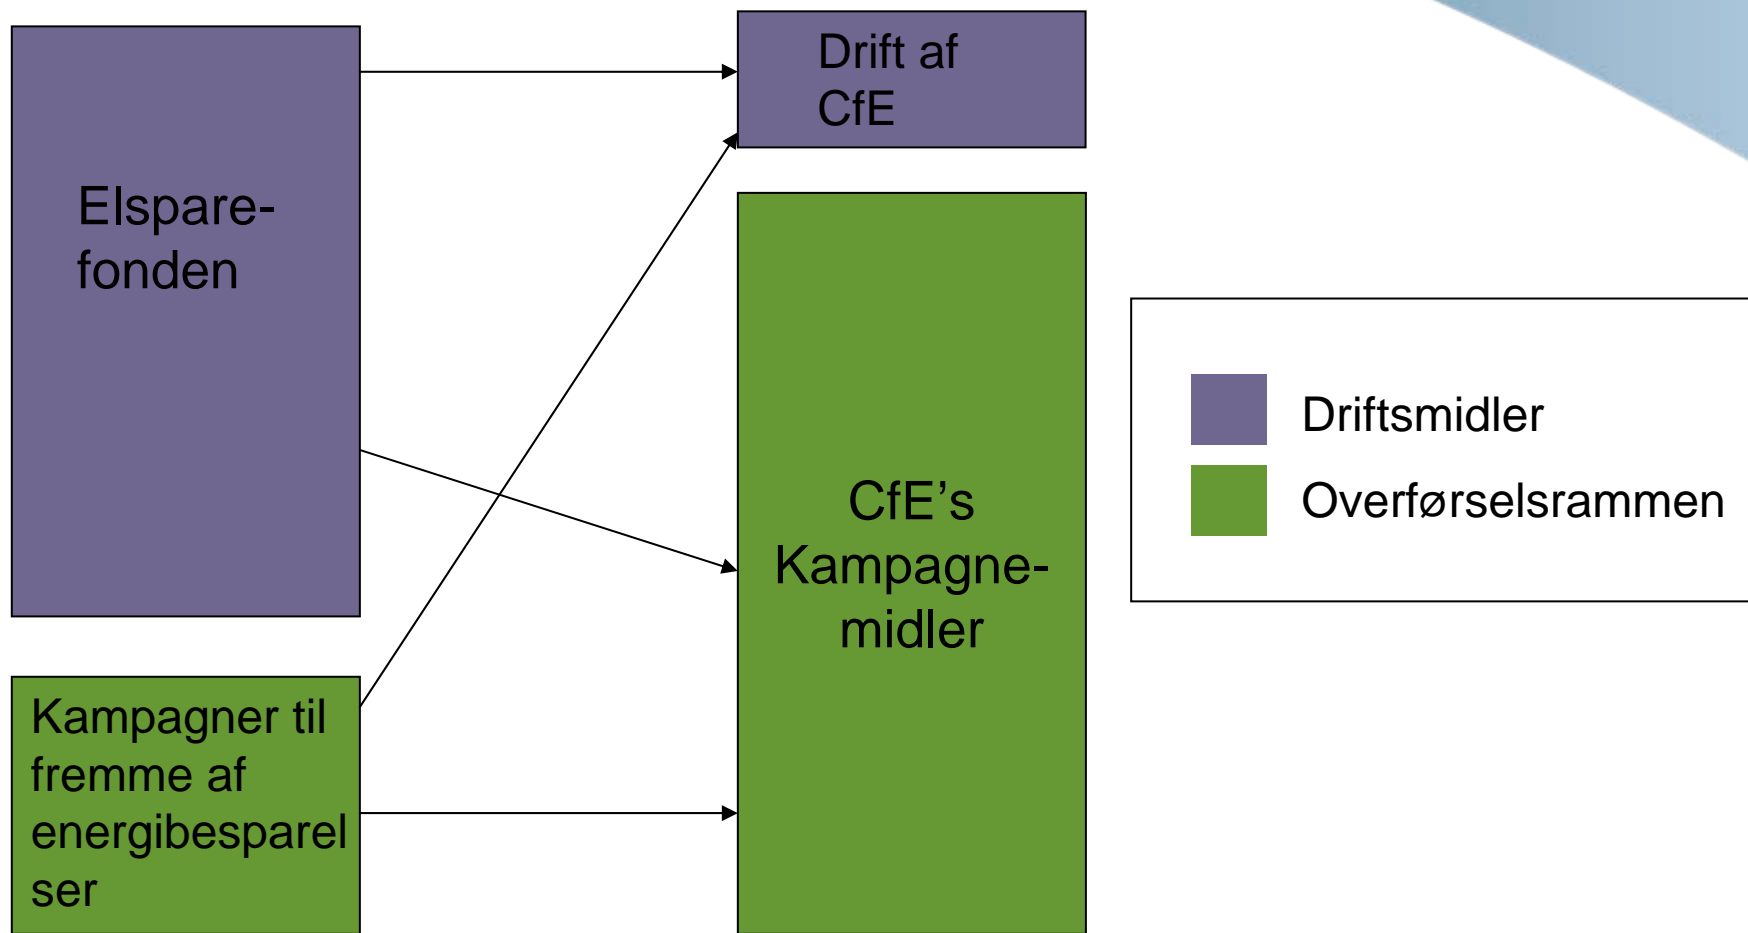 Elspare-
fonden
Kampagner til
fremme af
energibesparel
ser
Drift af
CfE
CfE’s
Kampagne-
midler
Driftsmidler
Overførselsrammen